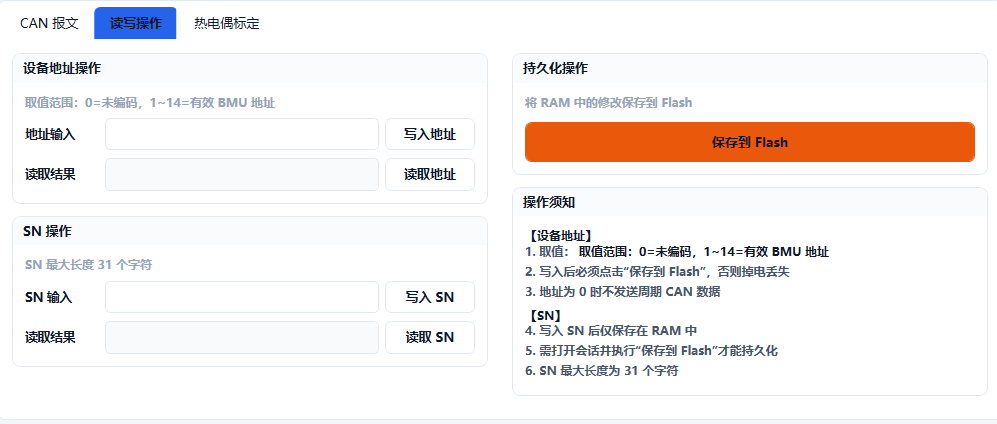 CAN 报文 读写操作 热电偶标定
设备地址操作
取值范围：0=未编码，1~14=有效 BMU 地址
地址输入 写入地址
读取结果 读取地址
SN 操作
SN 最大长度 31 个字符
SN 输入 写入 SN
读取结果 读取 SN
持久化操作
将 RAM 中的修改保存到 Flash
保存到 Flash
操作须知
【设备地址】
1. 取值： 取值范围：0=未编码，1~14=有效 BMU 地址
2. 写入后必须点击“保存到 Flash”，否则掉电丢失
3. 地址为 0 时不发送周期 CAN 数据
【SN】
4. 写入 SN 后仅保存在 RAM 中
5. 需打开会话并执行“保存到 Flash”才能持久化
6. SN 最大长度为 31 个字符